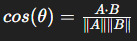 cos(θ) = A·B / ‖A‖‖B‖